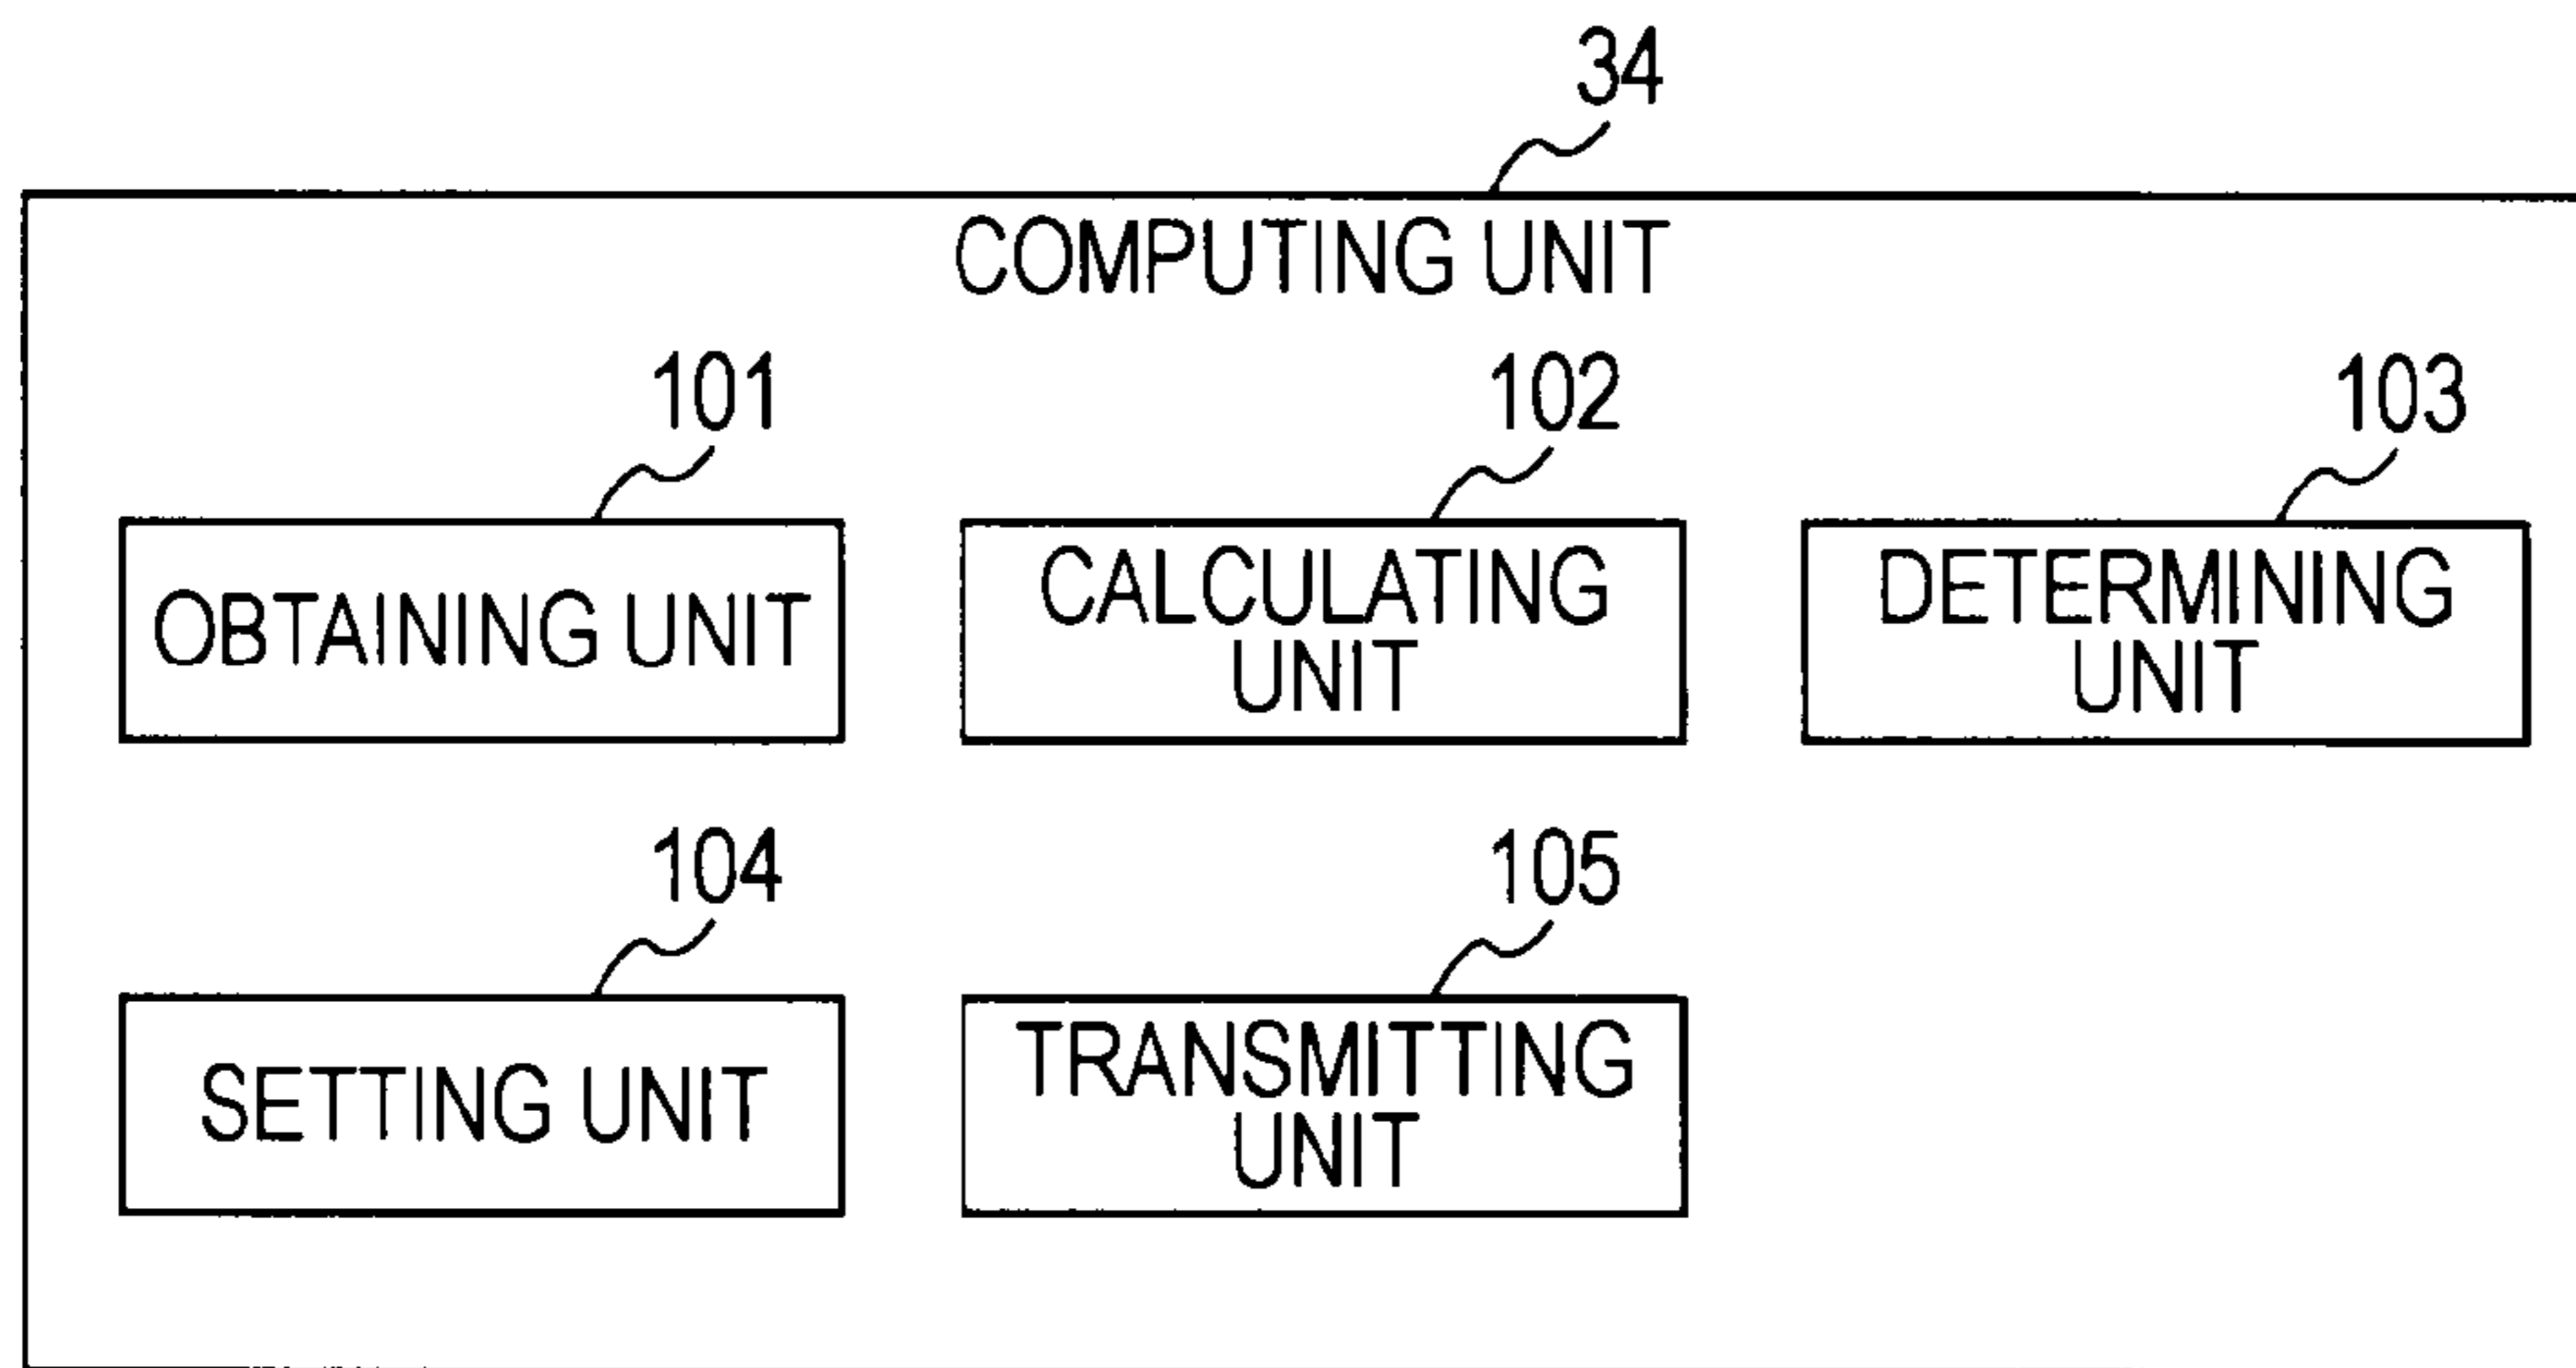 34
COMPUTING UNIT
101
102
103
OBTAINING UNIT
CALCULATING
UNIT
DETERMINING
UNIT
104
105
SETTING UNIT
TRANSMITTING
UNIT